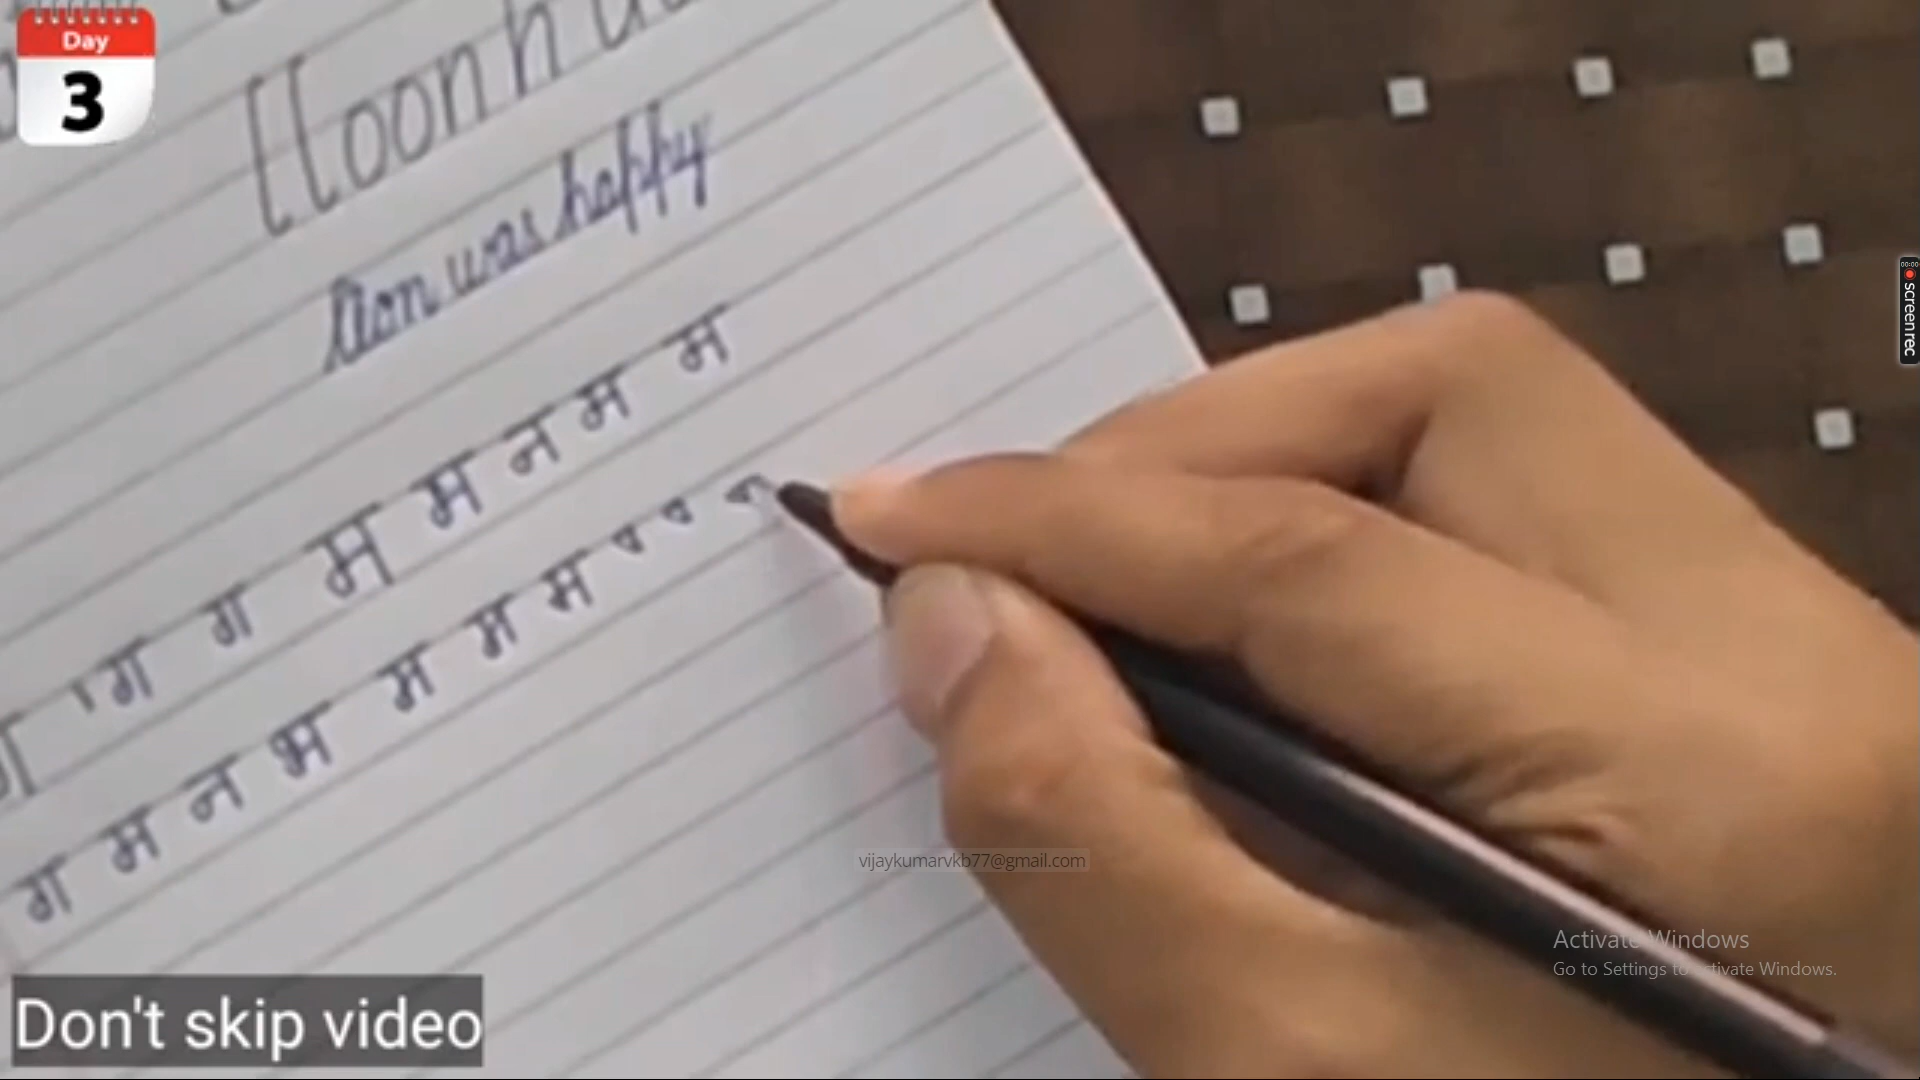 Day
3
lion was happy
ग ग ग म म न म म
ग म न भ म म म
vijaykumarvkb77@gmail.com
screenrec
Activate Windows
Go to Settings to activate Windows.
Don't skip video